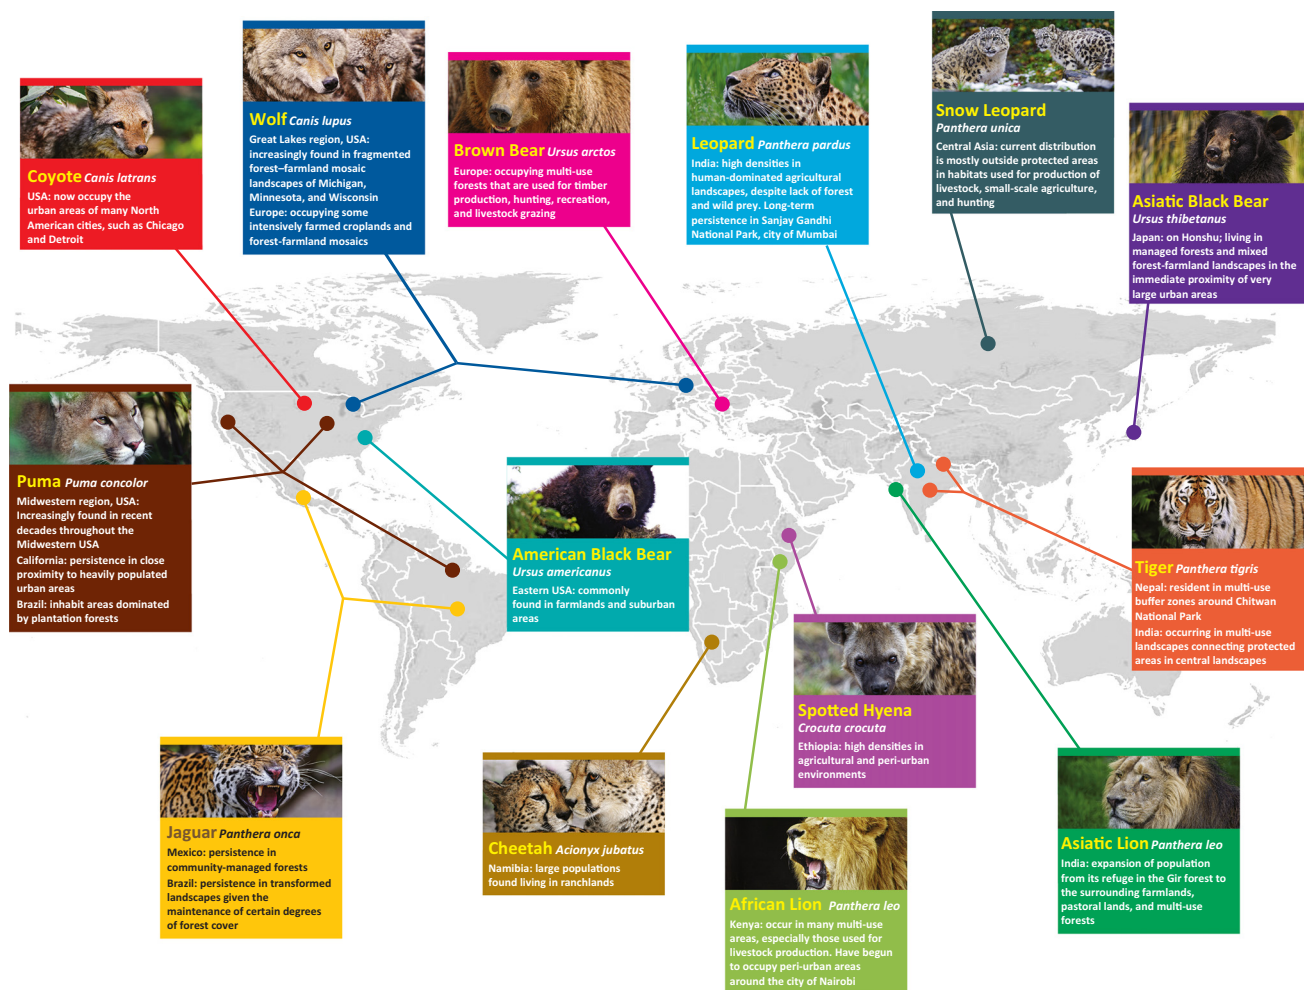 Coyote Canis latrans
USA: now occupy the
urban areas of many North
American cities, such as Chicago
and Detroit
Wolf Canis lupus
Great Lakes region, USA:
increasingly found in fragmented
forest–farmland mosaic
landscapes of Michigan,
Minnesota, and Wisconsin
Europe: occupying some
intensively farmed croplands and
forest-farmland mosaics
Brown Bear Ursus arctos
Europe: occupying multi-use
forests that are used for timber
production, hunting, recreation,
and livestock grazing
Leopard Panthera pardus
India: high densities in
human-dominated agricultural
landscapes, despite lack of forest
and wild prey. Long-term
persistence in Sanjay Gandhi
National Park, city of Mumbai
Snow Leopard
Panthera unica
Central Asia: current distribution
is mostly outside protected areas
in habitats used for production of
livestock, small-scale agriculture,
and hunting
Asiatic Black Bear
Ursus thibetanus
Japan: on Honshu; living in
managed forests and mixed
forest-farmland landscapes in the
immediate proximity of very
large urban areas
Puma Puma concolor
Midwestern region, USA:
Increasingly found in recent
decades throughout the
Midwestern USA
California: persistence in close
proximity to heavily populated
urban areas
Brazil: inhabit areas dominated
by plantation forests
American Black Bear
Ursus americanus
Eastern USA: commonly
found in farmlands and suburban
areas
Tiger Panthera tigris
Nepal: resident in multi-use
buffer zones around Chitwan
National Park
India: occurring in multi-use
landscapes connecting protected
areas in central landscapes
Spotted Hyena
Crocuta crocuta
Ethiopia: high densities in
agricultural and peri-urban
environments
Jaguar Panthera onca
Mexico: persistence in
community-managed forests
Brazil: persistence in transformed
landscapes given the
maintenance of certain degrees
of forest cover
Cheetah Acionyx jubatus
Namibia: large populations
found living in ranchlands
African Lion Panthera leo
Kenya: occur in many multi-use
areas, especially those used for
livestock production. Have begun
to occupy peri-urban areas
around the city of Nairobi
Asiatic Lion Panthera leo
India: expansion of population
from its refuge in the Gir forest to
the surrounding farmlands,
pastoral lands, and multi-use
forests